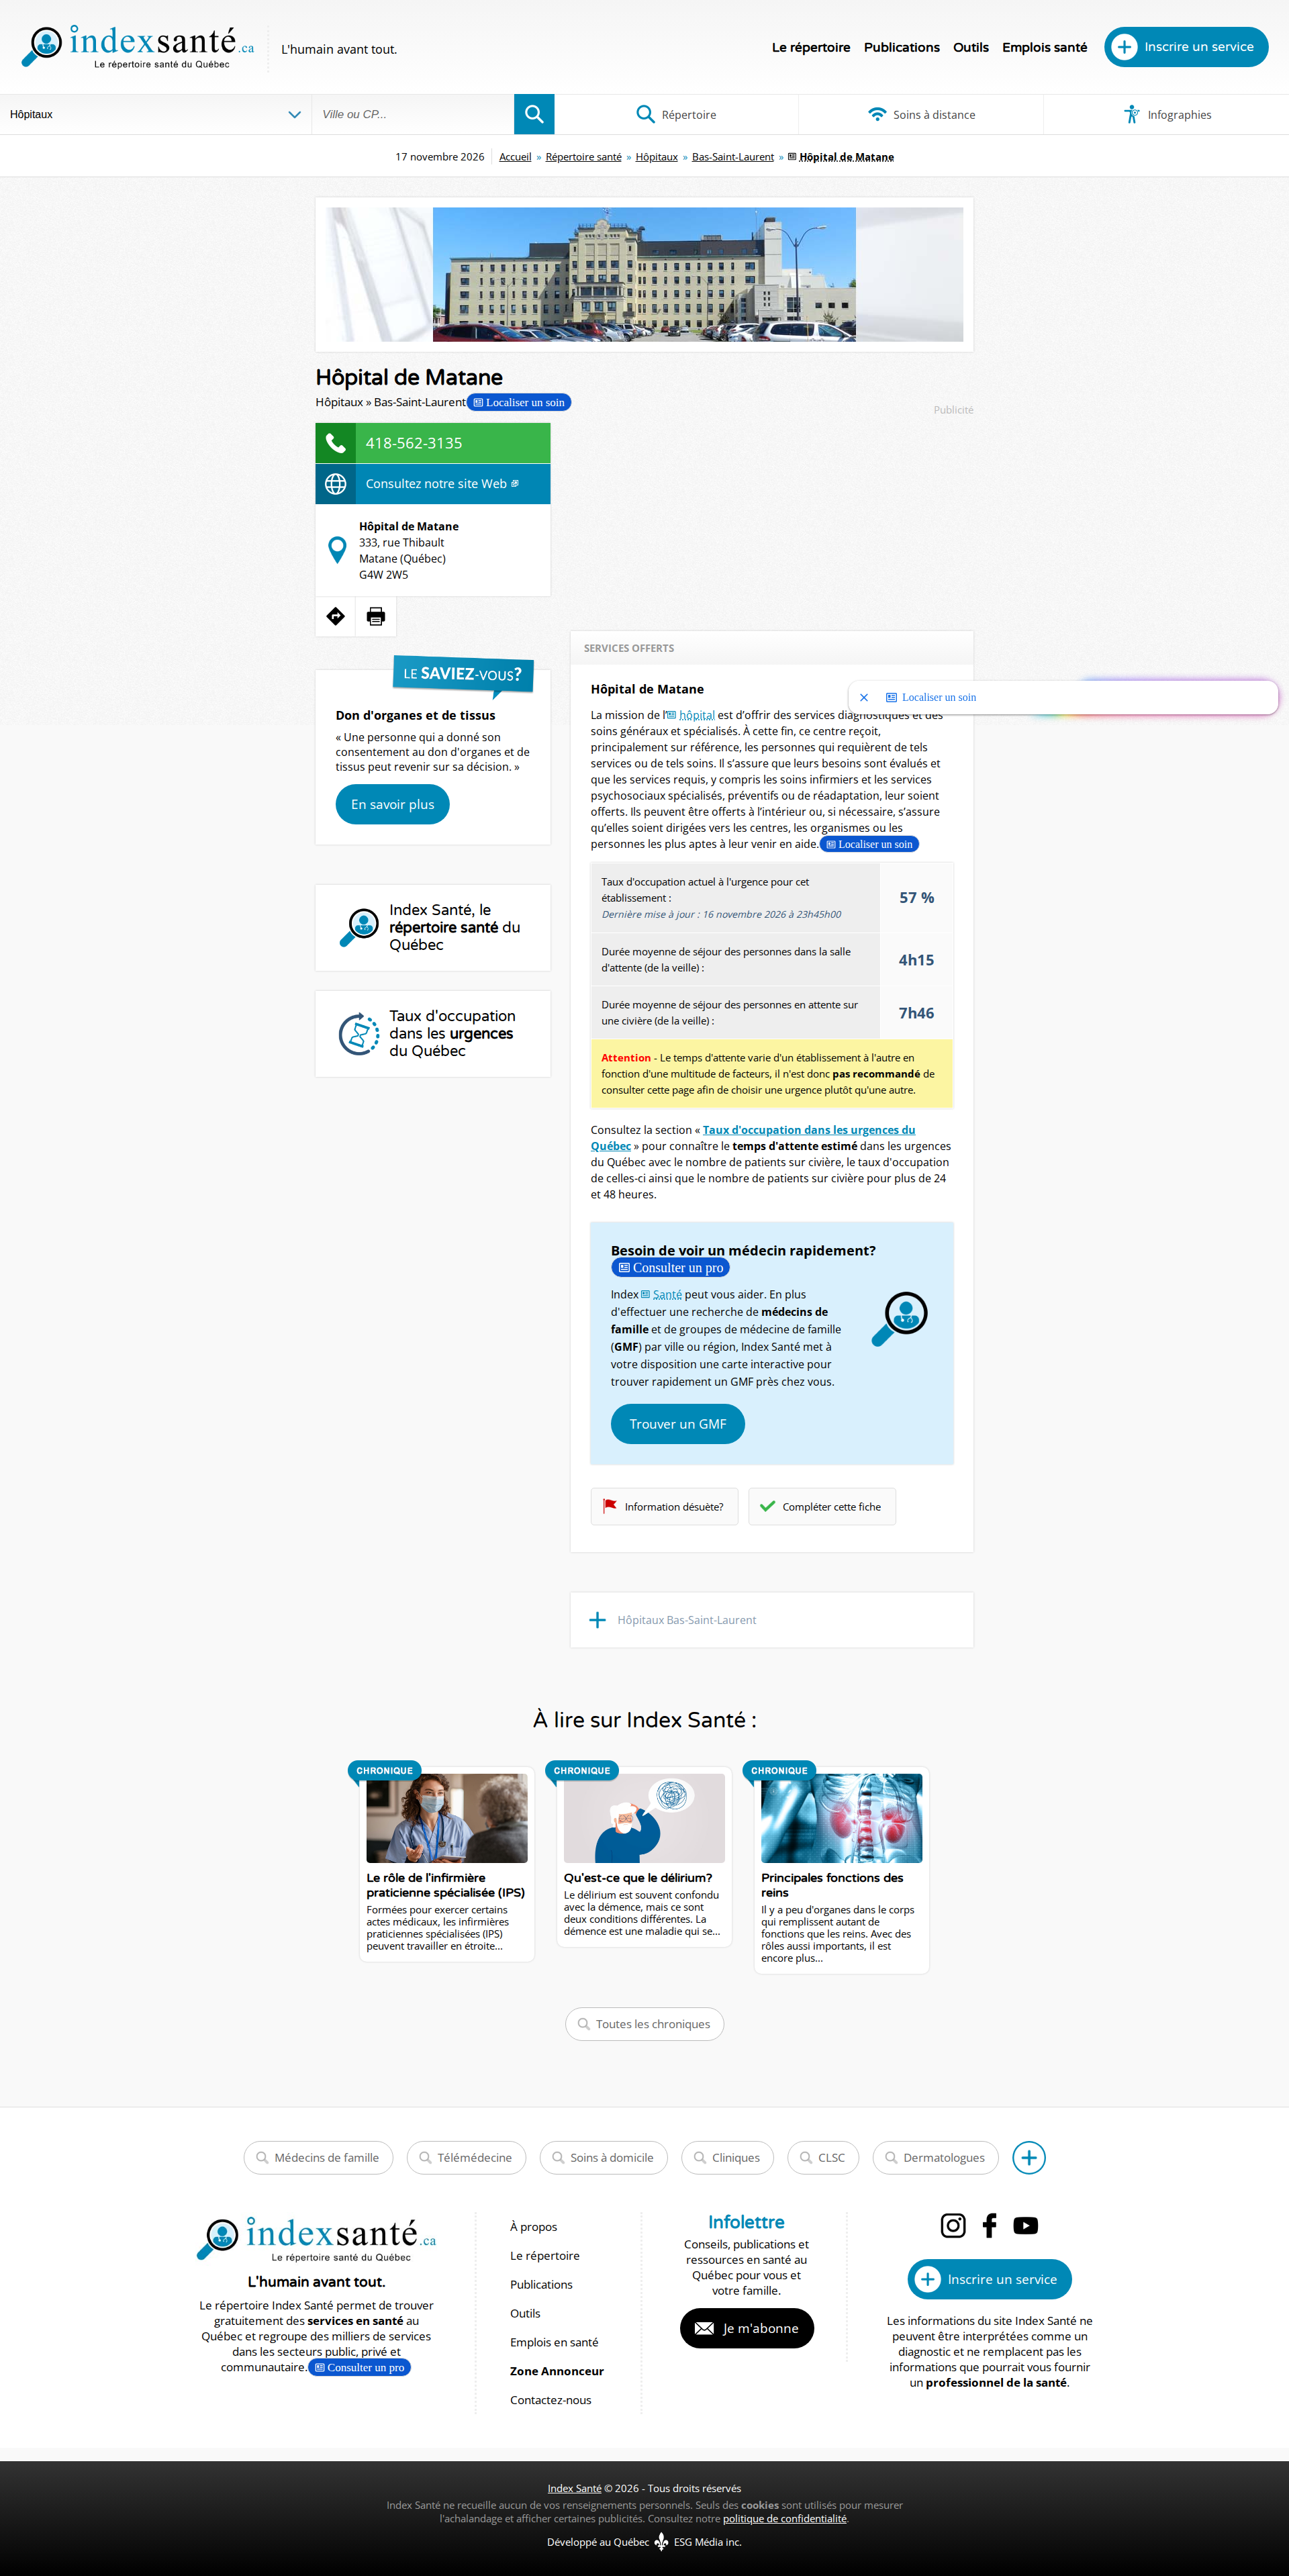 indexsanté.ca
Le répertoire santé du Québec
L'humain avant tout.
Le répertoire
Publications
Outils
Emplois santé
Inscrire un service
Hôpitaux
Ville ou CP...
Répertoire
Soins à distance
Infographies
17 novembre 2026
Accueil » Répertoire santé » Hôpitaux » Bas-Saint-Laurent » Hôpital de Matane
Hôpital de Matane
Hôpitaux » Bas-Saint-Laurent Localiser un soin
Publicité
418-562-3135
Consultez notre site Web
Hôpital de Matane
333, rue Thibault
Matane (Québec)
G4W 2W5
LE SAVIEZ-VOUS?
Don d'organes et de tissus
« Une personne qui a donné son
consentement au don d'organes et de
tissus peut revenir sur sa décision. »
En savoir plus
Index Santé, le
répertoire santé du
Québec
Taux d'occupation
dans les urgences
du Québec
SERVICES OFFERTS
Hôpital de Matane
Localiser un soin
La mission de l'hôpital est d’offrir des services diagnostiques et des
soins généraux et spécialisés. À cette fin, ce centre reçoit,
principalement sur référence, les personnes qui requièrent de tels
services ou de tels soins. Il s’assure que leurs besoins sont évalués et
que les services requis, y compris les soins infirmiers et les services
psychosociaux spécialisés, préventifs ou de réadaptation, leur soient
offerts. Ils peuvent être offerts à l’intérieur ou, si nécessaire, s’assure
qu’elles soient dirigées vers les centres, les organismes ou les
personnes les plus aptes à leur venir en aide. Localiser un soin
Taux d'occupation actuel à l'urgence pour cet
établissement :
Dernière mise à jour : 16 novembre 2026 à 23h45h00
57 %
Durée moyenne de séjour des personnes dans la salle
d'attente (de la veille) :
4h15
Durée moyenne de séjour des personnes en attente sur
une civière (de la veille) :
7h46
Attention - Le temps d'attente varie d'un établissement à l'autre en
fonction d'une multitude de facteurs, il n'est donc pas recommandé de
consulter cette page afin de choisir une urgence plutôt qu'une autre.
Consultez la section « Taux d'occupation dans les urgences du
Québec » pour connaître le temps d'attente estimé dans les urgences
du Québec avec le nombre de patients sur civière, le taux d'occupation
de celles-ci ainsi que le nombre de patients sur civière pour plus de 24
et 48 heures.
Besoin de voir un médecin rapidement?
Consulter un pro
Index Santé peut vous aider. En plus
d'effectuer une recherche de médecins de
famille et de groupes de médecine de famille
(GMF) par ville ou région, Index Santé met à
votre disposition une carte interactive pour
trouver rapidement un GMF près chez vous.
Trouver un GMF
Information désuète?
Compléter cette fiche
Hôpitaux Bas-Saint-Laurent
À lire sur Index Santé :
CHRONIQUE
Le rôle de l'infirmière
praticienne spécialisée (IPS)
Formées pour exercer certains
actes médicaux, les infirmières
praticiennes spécialisées (IPS)
peuvent travailler en étroite...
CHRONIQUE
Qu'est-ce que le délirium?
Le délirium est souvent confondu
avec la démence, mais ce sont
deux conditions différentes. La
démence est une maladie qui se...
CHRONIQUE
Principales fonctions des
reins
Il y a peu d'organes dans le corps
qui remplissent autant de
fonctions que les reins. Avec des
rôles aussi importants, il est
encore plus...
Toutes les chroniques
Médecins de famille
Télémédecine
Soins à domicile
Cliniques
CLSC
Dermatologues
indexsanté.ca
Le répertoire santé du Québec
L'humain avant tout.
Le répertoire Index Santé permet de trouver
gratuitement des services en santé au
Québec et regroupe des milliers de services
dans les secteurs public, privé et
communautaire. Consulter un pro
À propos
Le répertoire
Publications
Outils
Emplois en santé
Zone Annonceur
Contactez-nous
Infolettre
Conseils, publications et
ressources en santé au
Québec pour vous et
votre famille.
Je m'abonne
Inscrire un service
Les informations du site Index Santé ne
peuvent être interprétées comme un
diagnostic et ne remplacent pas les
informations que pourrait vous fournir
un professionnel de la santé.
Index Santé © 2026 - Tous droits réservés
Index Santé ne recueille aucun de vos renseignements personnels. Seuls des cookies sont utilisés pour mesurer
l'achalandage et afficher certaines publicités. Consultez notre politique de confidentialité.
Développé au Québec ESG Média inc.